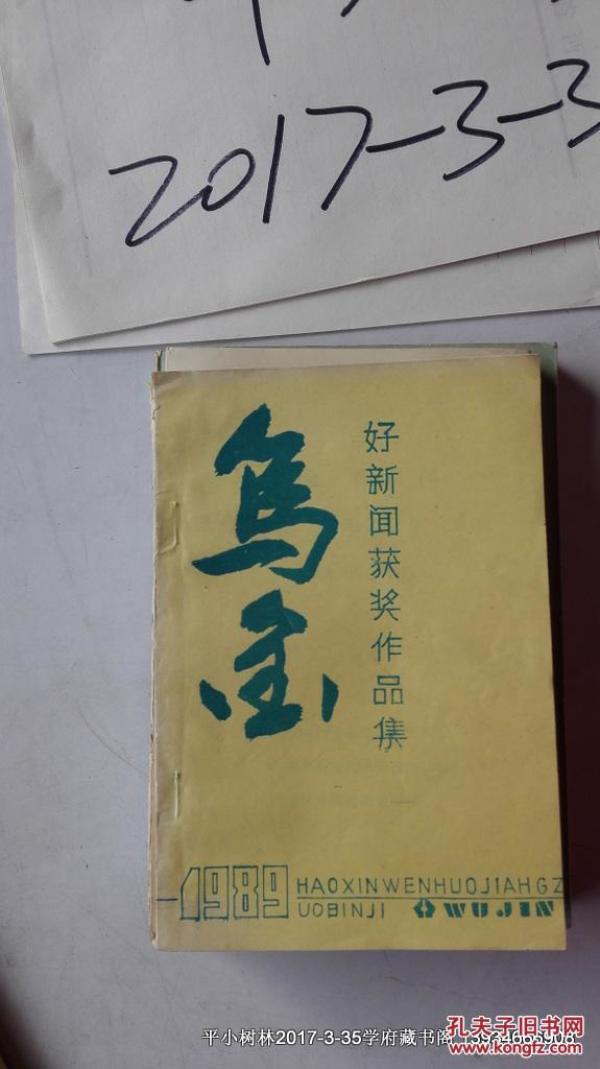 2017-3-3
乌金
好新闻获奖作品集
1989
HAOXINWENHUOJIAHGZ
UOBINJI WUJIN
平小树林2017-3-35学府藏书阁
孔夫子旧书网
www.kongfz.com